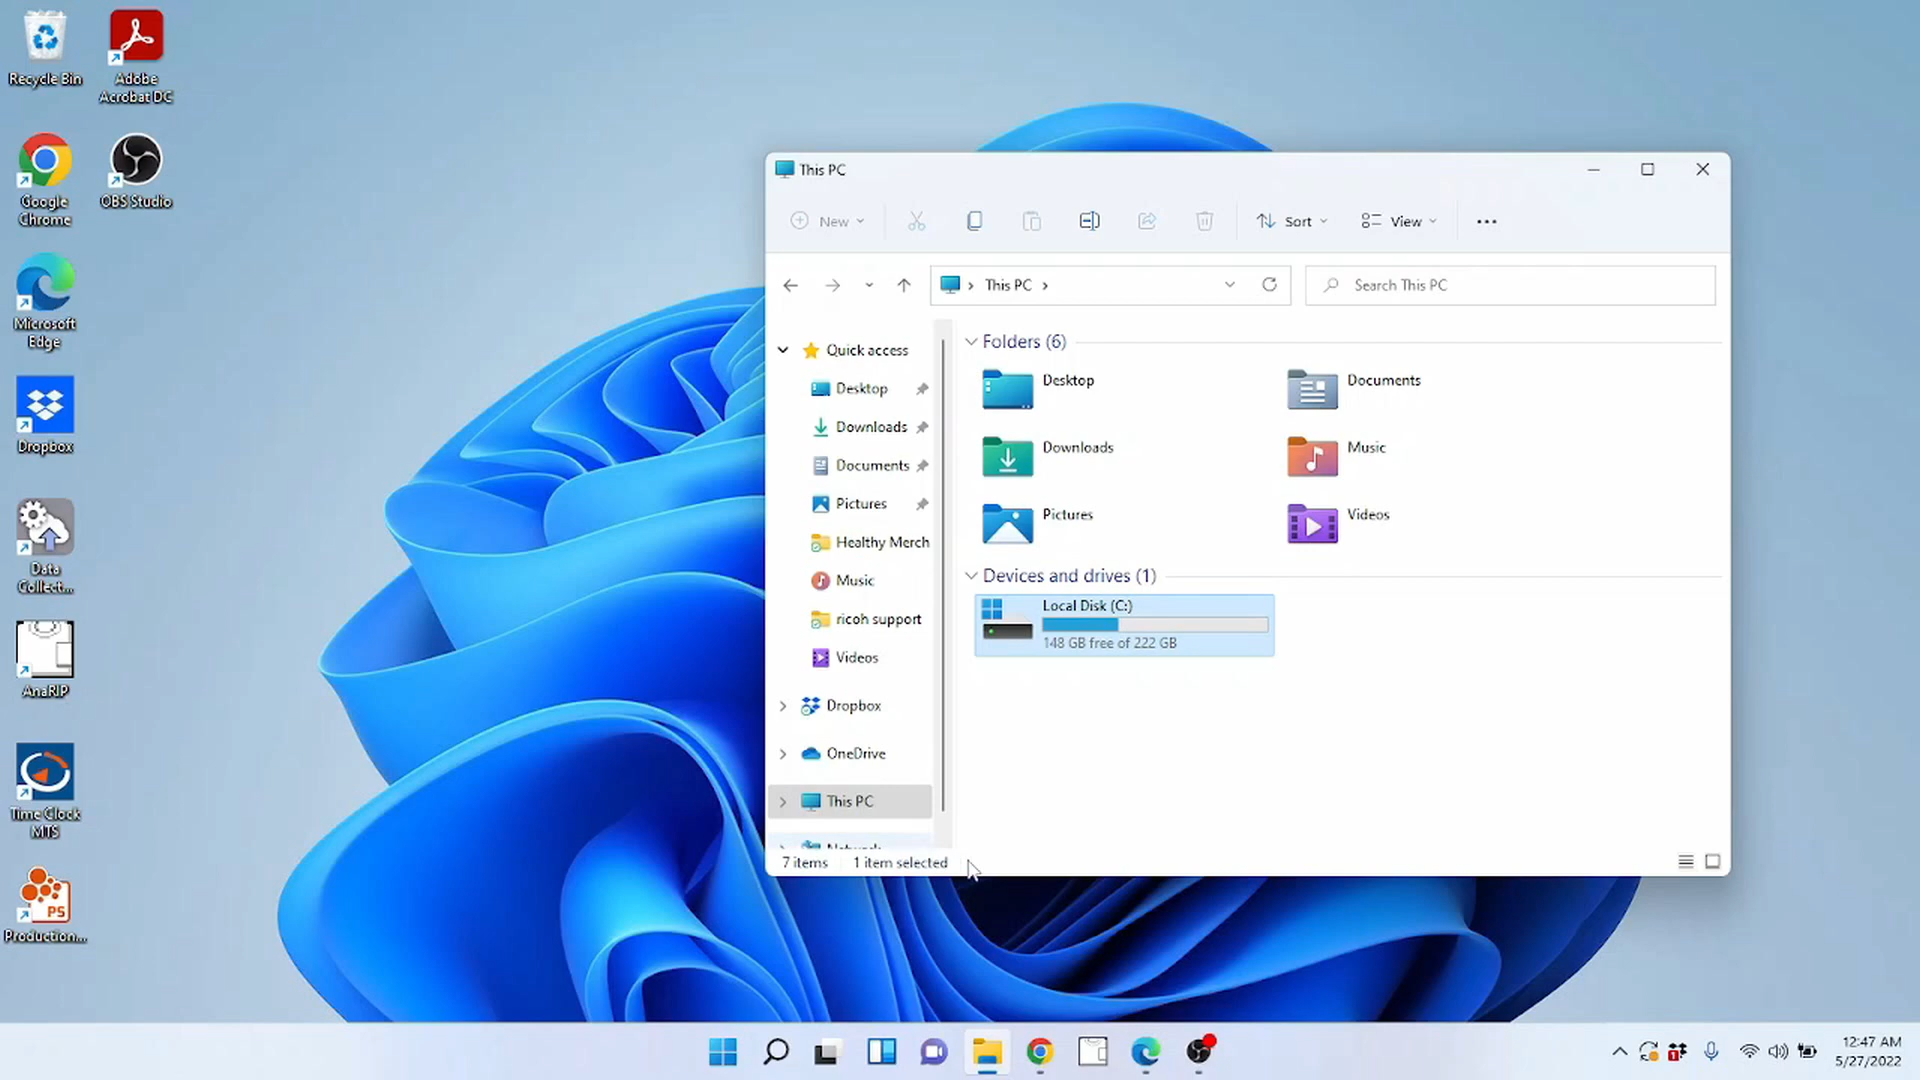 Recycle Bin
Adobe
Acrobat DC
Google
Chrome
OBS Studio
Microsoft
Edge
Dropbox
Data
Collect...
AnaRIP
Time Clock
MTS
PS
Production...
This PC
New
Sort
View
This PC
Search This PC
Quick access
Desktop
Downloads
Documents
Pictures
Healthy Merch
Music
ricoh support
Videos
Dropbox
OneDrive
This PC
Network
Folders (6)
Desktop
Documents
Downloads
Music
Pictures
Videos
Devices and drives (1)
Local Disk (C:)
148 GB free of 222 GB
7 items
1 item selected
1
12:47 AM
5/27/2022